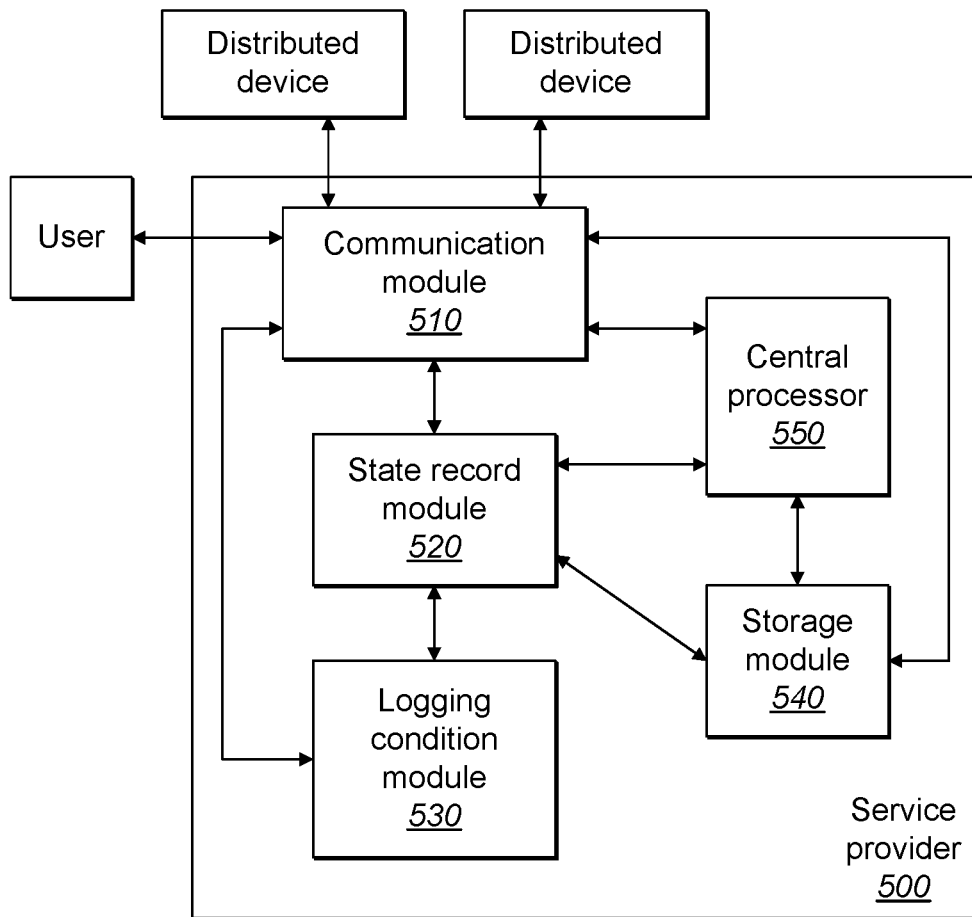 Distributed
device
Distributed
device
User
Communication
module
510
Central
processor
550
State record
module
520
Storage
module
540
Logging
condition
module
530
Service
provider
500